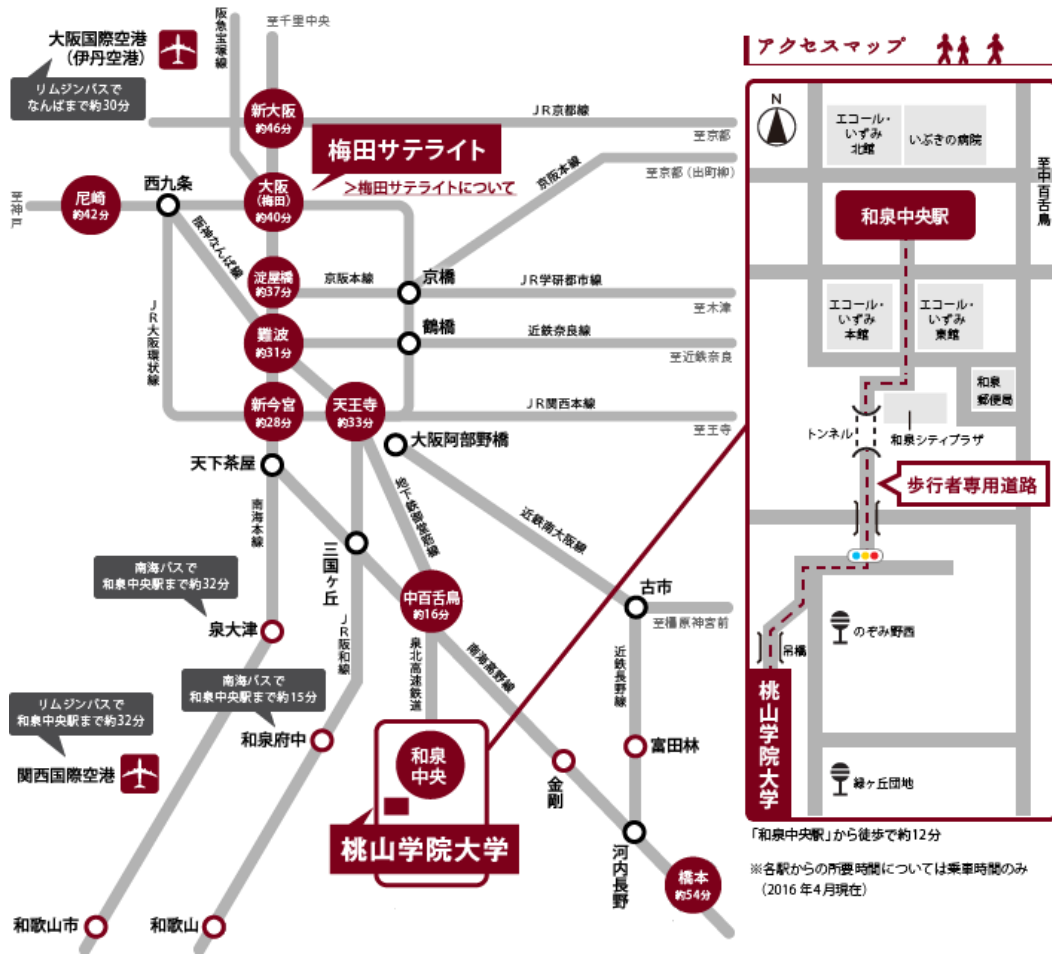 大阪国際空港
(伊丹空港)
リムジンバスで
なんばまで約30分
阪急宝塚線
至千里中央
新大阪
約46分
JR京都線
至京都
梅田サテライト
>梅田サテライトについて
京阪本線
至京都(出町柳)
至神戸
尼崎
約42分
西九条
大阪
(梅田)
約40分
阪神なんば線
淀屋橋
約37分
京阪本線
京橋
JR学研都市線
至木津
JR大阪環状線
難波
約31分
鶴橋
近鉄奈良線
至近鉄奈良
新今宮
約28分
天王寺
約33分
JR関西本線
至王寺
大阪阿部野橋
天下茶屋
南海本線
地下鉄御堂筋線
近鉄南大阪線
三国ヶ丘
南海バスで
和泉中央駅まで約32分
泉大津
中百舌鳥
約16分
古市
至橿原神宮前
JR阪和線
泉北高速鉄道
南海高野線
近鉄長野線
南海バスで
和泉中央駅まで約15分
和泉府中
リムジンバスで
和泉中央駅まで約32分
関西国際空港
和泉
中央
桃山学院大学
富田林
金剛
河内長野
橋本
約54分
和歌山市
和歌山
アクセスマップ
N
エコール・
いずみ
北館
いぶきの病院
至中百舌鳥
和泉中央駅
エコール・
いずみ
本館
エコール・
いずみ
東館
和泉
郵便局
トンネル
和泉シティプラザ
歩行者専用道路
のぞみ野西
吊橋
桃山学院大学
緑ヶ丘団地
「和泉中央駅」から徒歩で約12分
※各駅からの所要時間については乗車時間のみ
(2016年4月現在)